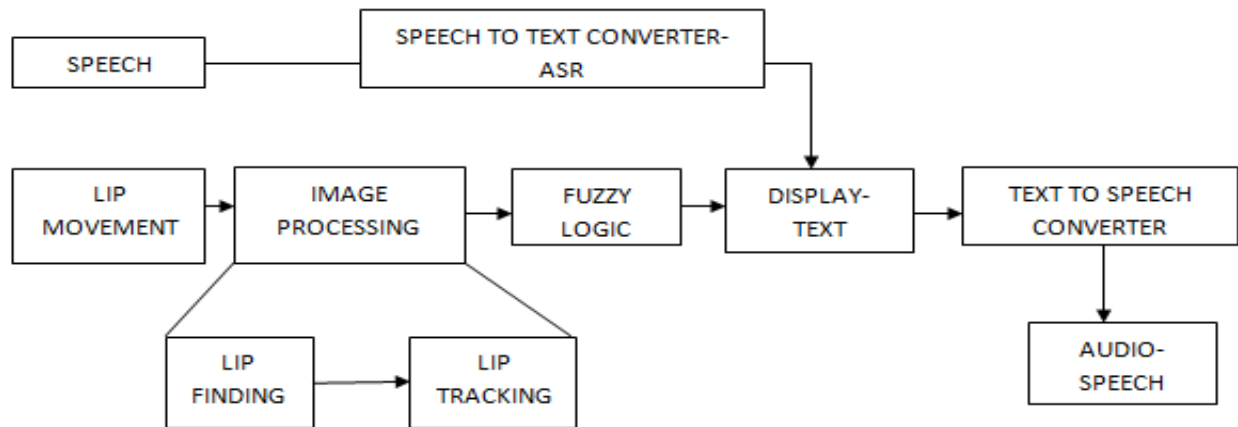 SPEECH
SPEECH TO TEXT CONVERTER-
ASR
LIP
MOVEMENT
IMAGE
PROCESSING
FUZZY
LOGIC
DISPLAY-
TEXT
TEXT TO SPEECH
CONVERTER
LIP
FINDING
LIP
TRACKING
AUDIO-
SPEECH